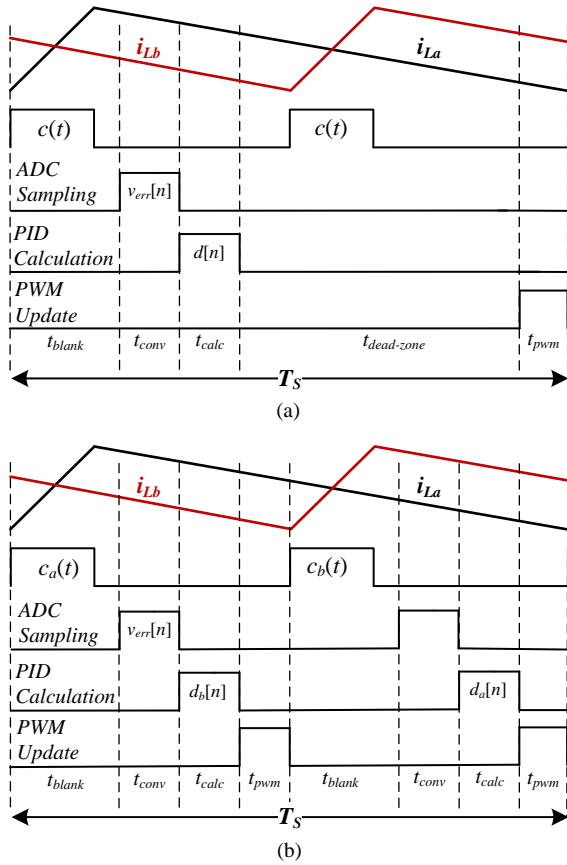 i_Lb i_La
c(t) c(t)
ADC
Sampling v_err[n]
PID
Calculation d[n]
PWM
Update
t_blank t_conv t_calc t_dead-zone t_pwm
T_S
(a)
i_Lb i_La
c_a(t) c_b(t)
ADC
Sampling v_err[n]
PID
Calculation d_b[n] d_a[n]
PWM
Update
t_blank t_conv t_calc t_pwm t_blank t_conv t_calc t_pwm
T_S
(b)